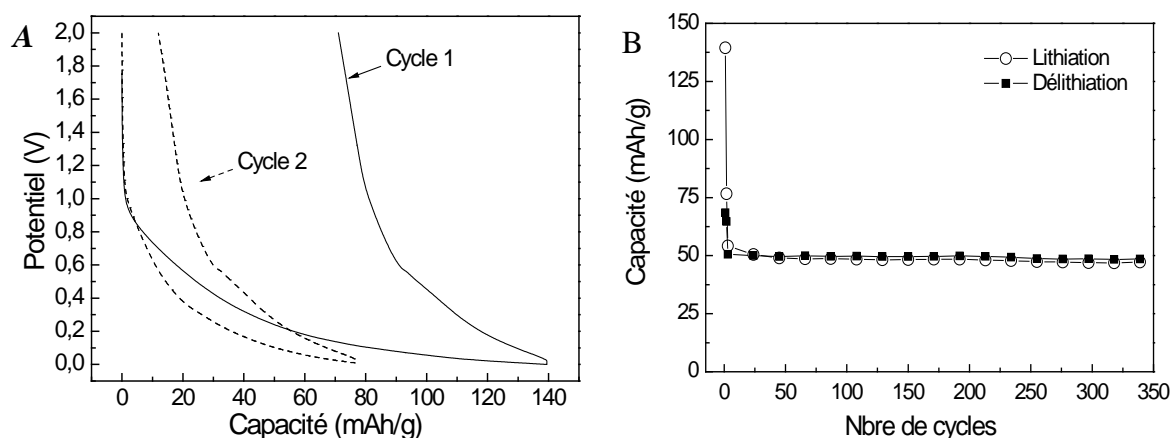 A
Potentiel (V)
2,0
1,8
1,6
1,4
1,2
1,0
0,8
0,6
0,4
0,2
0,0
Cycle 1
Cycle 2
0 20 40 60 80 100 120 140
Capacité (mAh/g)
B
Capacité (mAh/g)
150
125
100
75
50
25
0
Lithiation
Délithiation
0 50 100 150 200 250 300 350
Nbre de cycles